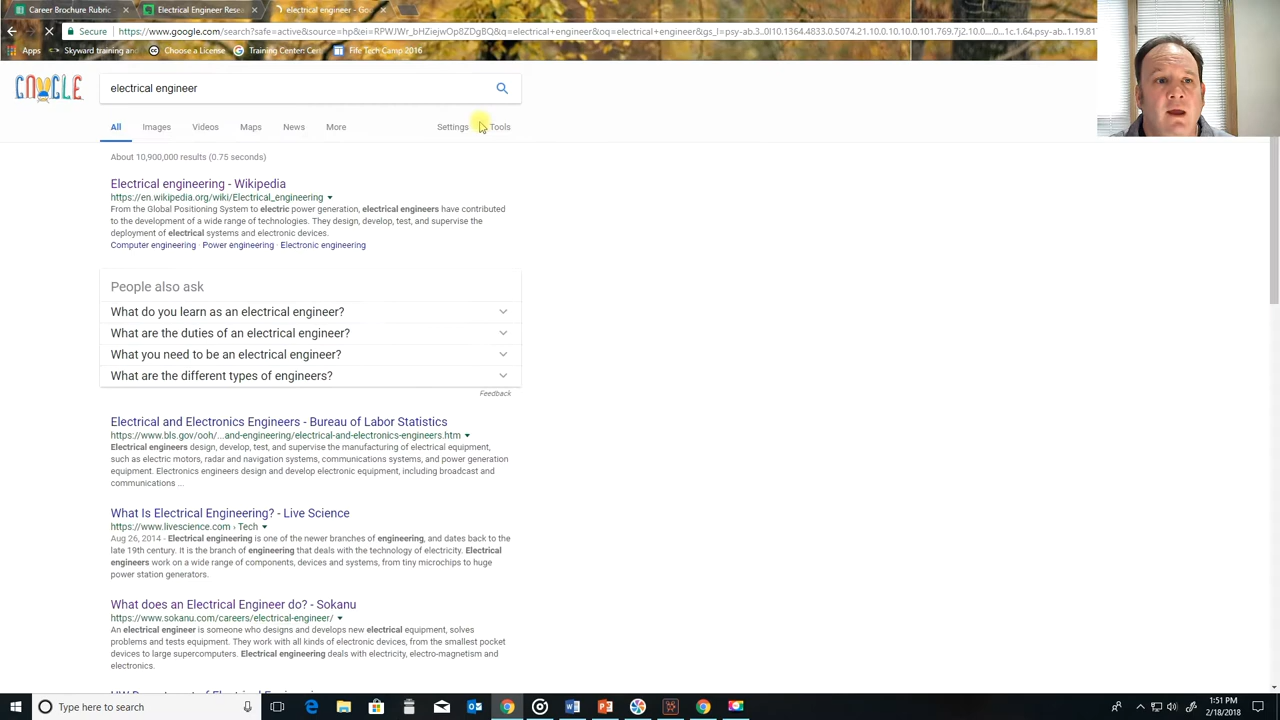 Career Brochure Rubric
Electrical Engineer Rese
electrical engineer - Goo
Secure
https://www.google.com/search?safe=active&source=hp&ei=RPWJW
Apps
Skyward training and
Choose a License
Training Center: Goo
Fife Tech Camp 2016
electrical engineer
All Images Videos Maps News More Settings Tools
About 10,900,000 results (0.75 seconds)
Electrical engineering - Wikipedia
https://en.wikipedia.org/wiki/Electrical_engineering
From the Global Positioning System to electric power generation, electrical engineers have contributed
to the development of a wide range of technologies. They design, develop, test, and supervise the
deployment of electrical systems and electronic devices.
Computer engineering · Power engineering · Electronic engineering
People also ask
What do you learn as an electrical engineer?
What are the duties of an electrical engineer?
What you need to be an electrical engineer?
What are the different types of engineers?
Feedback
Electrical and Electronics Engineers - Bureau of Labor Statistics
https://www.bls.gov/ooh/...and-engineering/electrical-and-electronics-engineers.htm
Electrical engineers design, develop, test, and supervise the manufacturing of electrical equipment,
such as electric motors, radar and navigation systems, communications systems, and power generation
equipment. Electronics engineers design and develop electronic equipment, including broadcast and
communications ...
What Is Electrical Engineering? - Live Science
https://www.livescience.com › Tech
Aug 26, 2014 - Electrical engineering is one of the newer branches of engineering, and dates back to the
late 19th century. It is the branch of engineering that deals with the technology of electricity. Electrical
engineers work on a wide range of components, devices and systems, from tiny microchips to huge
power station generators.
What does an Electrical Engineer do? - Sokanu
https://www.sokanu.com/careers/electrical-engineer/
An electrical engineer is someone who designs and develops new electrical equipment, solves
problems and tests equipment. They work with all kinds of electronic devices, from the smallest pocket
devices to large supercomputers. Electrical engineering deals with electricity, electro-magnetism and
electronics.
Type here to search
1:51 PM
2/18/2018